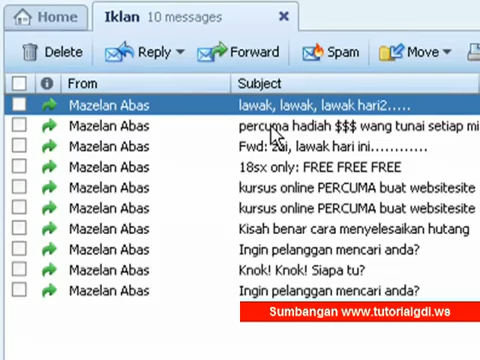 Home
Iklan 10 messages
Delete Reply Forward Spam Move
From Subject
Mazelan Abas lawak, lawak, lawak hari2.....
Mazelan Abas percuma hadiah $$$ wang tunai setiap mi
Mazelan Abas Fwd: lawak hari ini............
Mazelan Abas 18sx only: FREE FREE FREE
Mazelan Abas kursus online PERCUMA buat websitesite
Mazelan Abas kursus online PERCUMA buat websitesite
Mazelan Abas Kisah benar cara menyelesaikan hutang
Mazelan Abas Ingin pelanggan mencari anda?
Mazelan Abas Knok! Knok! Siapa tu?
Mazelan Abas Ingin pelanggan mencari anda?
Sumbangan www.tutorialgdi.ws